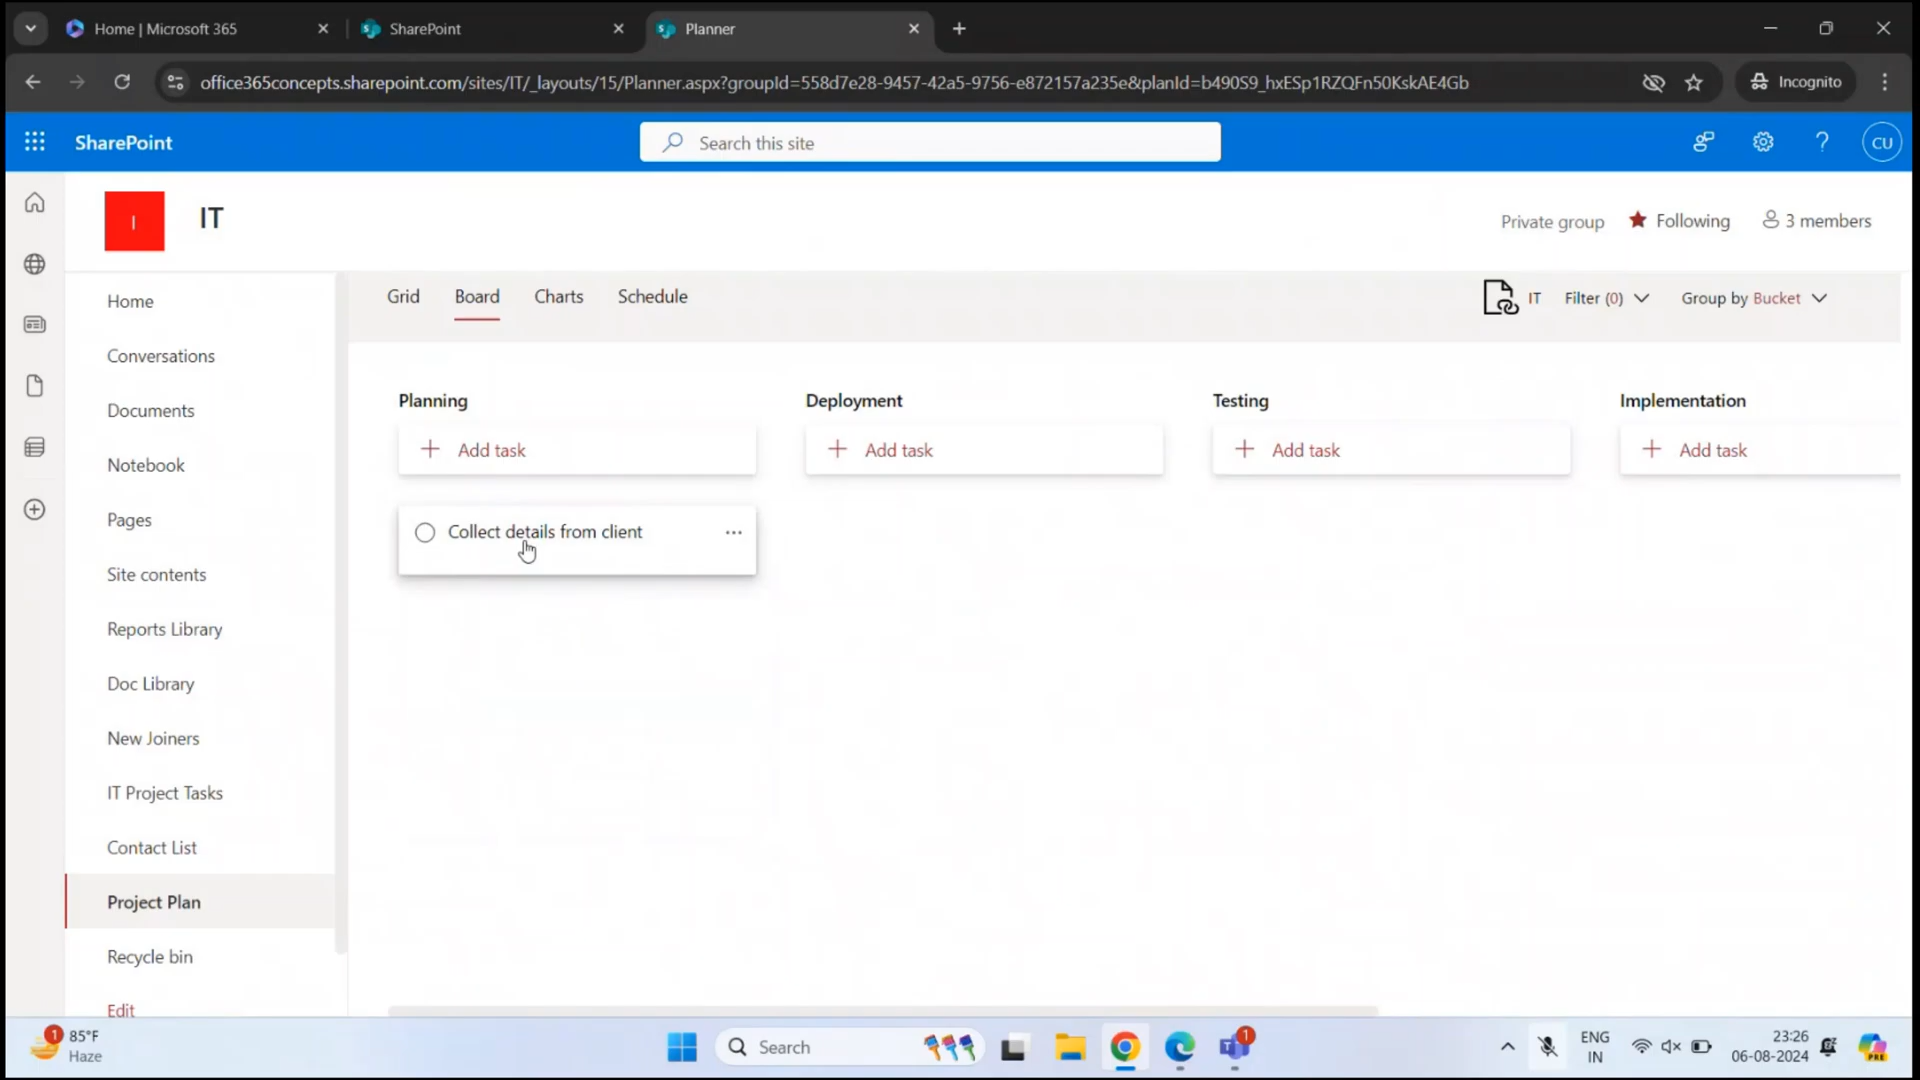 Home | Microsoft 365
SharePoint
Planner
office365concepts.sharepoint.com/sites/IT/_layouts/15/Planner.aspx?groupId=558d7e28-9457-42a5-9756-e872157a235e&planId=b490S9_hxESp1RZQFn50KskAE4Gb
Incognito
SharePoint
Search this site
CU
I
IT
Private group
Following
3 members
Home
Conversations
Documents
Notebook
Pages
Site contents
Reports Library
Doc Library
New Joiners
IT Project Tasks
Contact List
Project Plan
Recycle bin
Edit
Grid
Board
Charts
Schedule
IT
Filter (0)
Group by Bucket
Planning
Add task
Collect details from client
Deployment
Add task
Testing
Add task
Implementation
Add task
1
85°F
Haze
Search
1
ENG
IN
23:26
06-08-2024
PRE